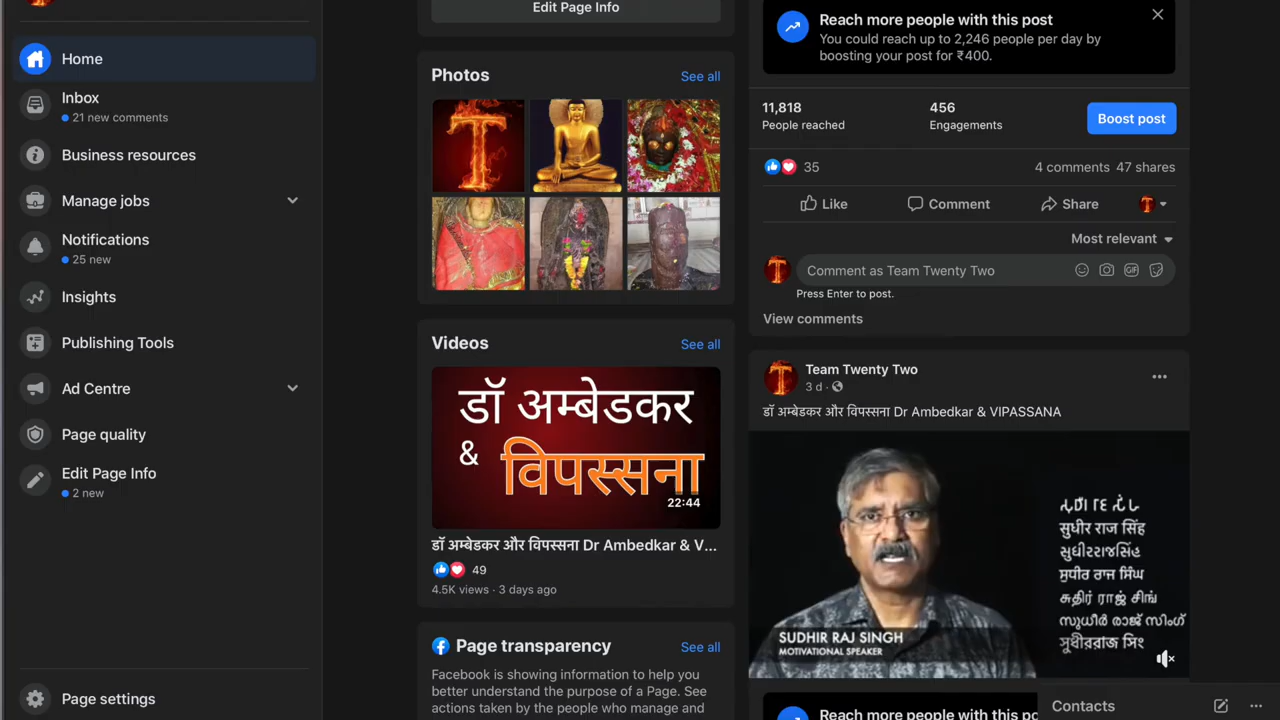 Home
Inbox
21 new comments
Business resources
Manage jobs
Notifications
25 new
Insights
Publishing Tools
Ad Centre
Page quality
Edit Page Info
2 new
Page settings
Edit Page Info
Photos
See all
Videos
See all
डॉ अम्बेडकर
&
विपस्सना
22:44
डॉ अम्बेडकर और विपस्सना Dr Ambedkar & V...
49
4.5K views · 3 days ago
Page transparency
See all
Facebook is showing information to help you
better understand the purpose of a Page. See
actions taken by the people who manage and
Reach more people with this post
You could reach up to 2,246 people per day by
boosting your post for ₹400.
11,818
People reached
456
Engagements
Boost post
35
4 comments 47 shares
Like
Comment
Share
Most relevant
Comment as Team Twenty Two
GIF
Press Enter to post.
View comments
Team Twenty Two
3 d ·
डॉ अम्बेडकर और विपस्सना Dr Ambedkar & VIPASSANA
सुधीर राज सिंह
SUDHIR RAJ SINGH
MOTIVATIONAL SPEAKER
Reach more people with this po
Contacts